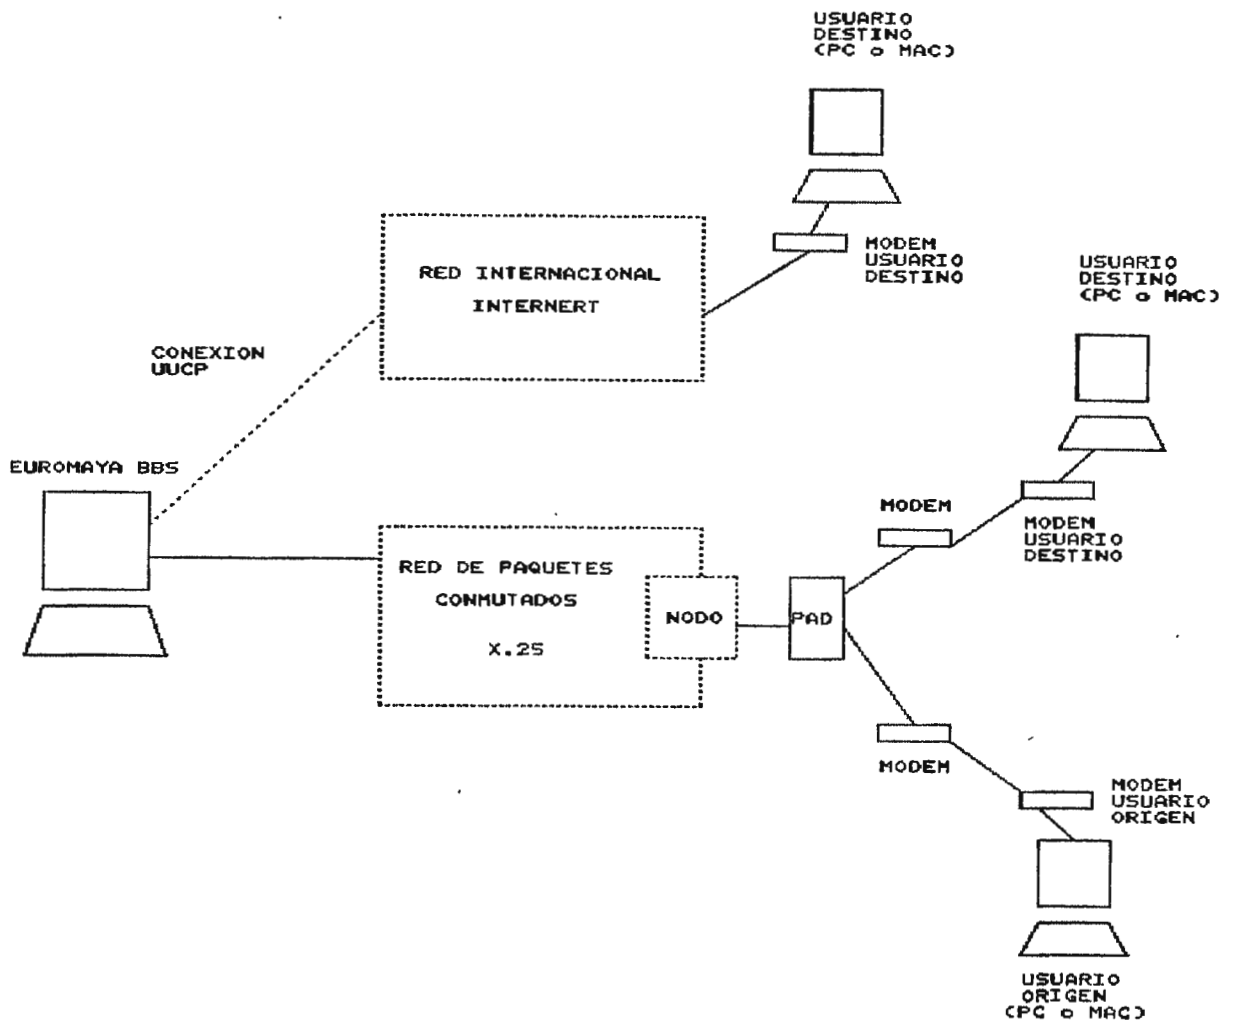 USUARIO
DESTINO
(PC o MAC)
MODEM
USUARIO
DESTINO
RED INTERNACIONAL
INTERNERT
USUARIO
DESTINO
(PC o MAC)
CONEXION
UUCP
EUROMAYA BBS
MODEM
MODEM
USUARIO
DESTINO
RED DE PAQUETES
CONMUTADOS
X.25
NODO
PAD
MODEM
MODEM
USUARIO
ORIGEN
USUARIO
ORIGEN
(PC o MAC)